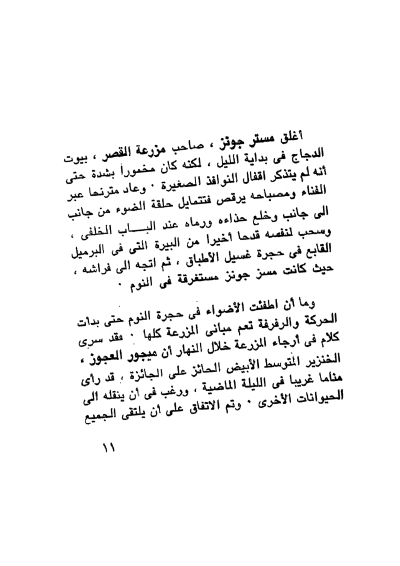 أغلق مستر جونز ، صاحب مزرعة القصر ، بيوت
الدجاج فى بداية الليل ، لكنه كان مخمورا بشدة حتى
أنه لم يتذكر اقفال النوافذ الصغيرة ٠ وعاد مترنحا عبر
الفناء ومصباحه يرقص فتتمايل حلقة الضوء من جانب
الى جانب وخلع حذاءه ورماه عند البـــاب الخلفى ،
وسحب لنفسه قدحا أخيرا من البيرة التى فى البرميل
القابع فى حجرة غسيل الأطباق ، ثم اتجه الى فراشه ،
حيث كانت مسز جونز مستغرقة فى النوم ٠
وما أن اطفئت الأضواء فى حجرة النوم حتى بدأت
الحركة والرفرفة تعم مبانى المزرعة كلها ٠ فقد سرى
كلام فى أرجاء المزرعة خلال النهار أن ميجور العجوز ،
الخنزير المتوسط الأبيض الحائز على الجائزة ، قد رأى
مناما غريبا فى الليلة الماضية ، ورغب فى أن ينقله الى
الحيوانات الأخرى ٠ وتم الاتفاق على أن يلتقى الجميع
١١